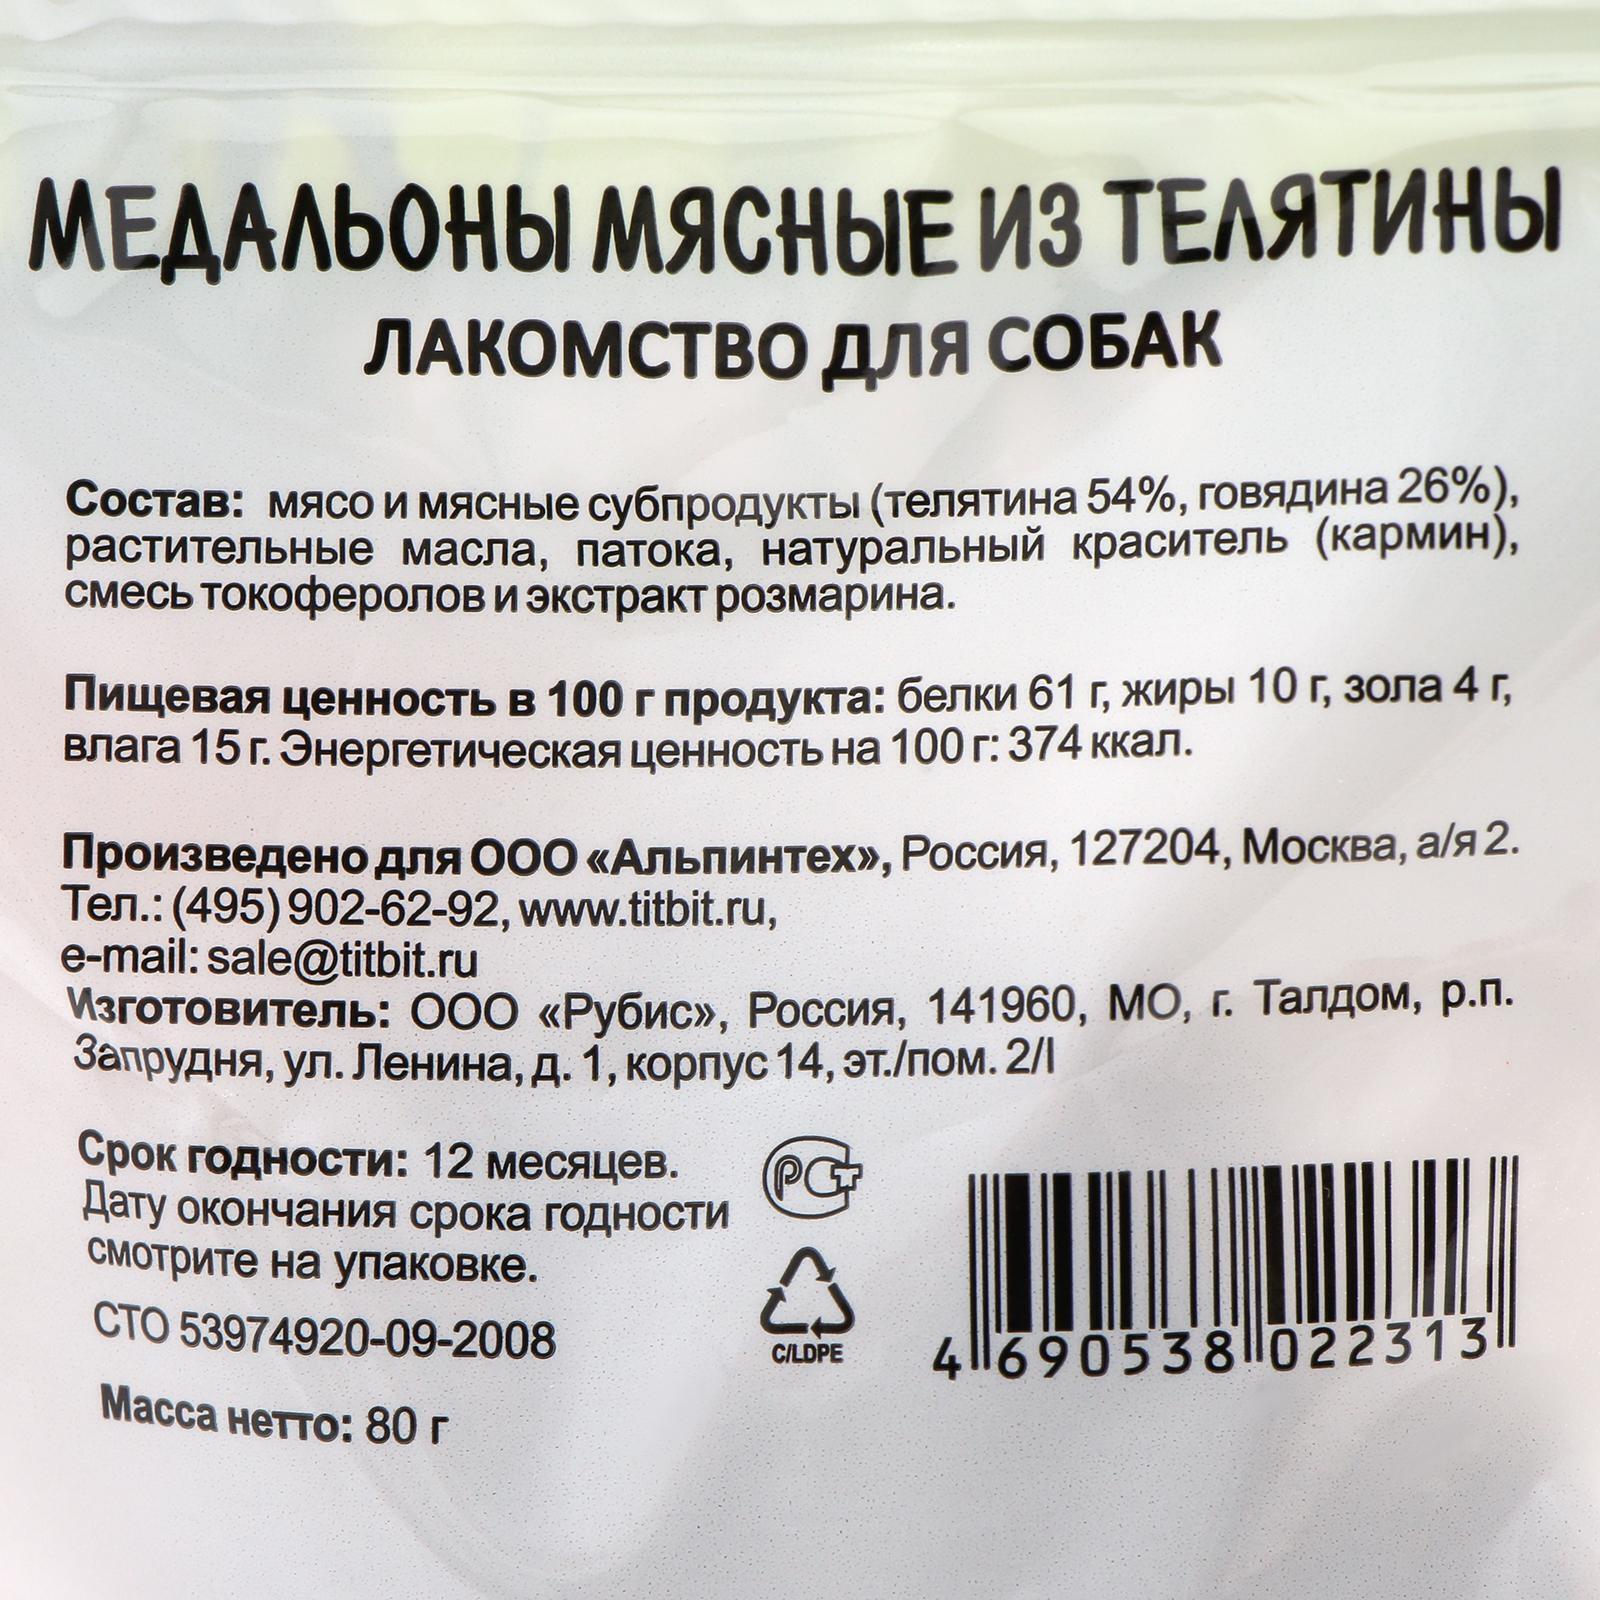 МЕДАЛЬОНЫ МЯСНЫЕ ИЗ ТЕЛЯТИНЫ
ЛАКОМСТВО ДЛЯ СОБАК
Состав: мясо и мясные субпродукты (телятина 54%, говядина 26%),
растительные масла, патока, натуральный краситель (кармин),
смесь токоферолов и экстракт розмарина.
Пищевая ценность в 100 г продукта: белки 61 г, жиры 10 г, зола 4 г,
влага 15 г. Энергетическая ценность на 100 г: 374 ккал.
Произведено для ООО «Альпинтех», Россия, 127204, Москва, а/я 2.
Тел.: (495) 902-62-92, www.titbit.ru,
e-mail: sale@titbit.ru
Изготовитель: ООО «Рубис», Россия, 141960, МО, г. Талдом, р.п.
Запрудня, ул. Ленина, д. 1, корпус 14, эт./пом. 2/I
Срок годности: 12 месяцев.
Дату окончания срока годности
смотрите на упаковке.
СТО 53974920-09-2008
Масса нетто: 80 г
РСТ
C/LDPE
4 690538 022313